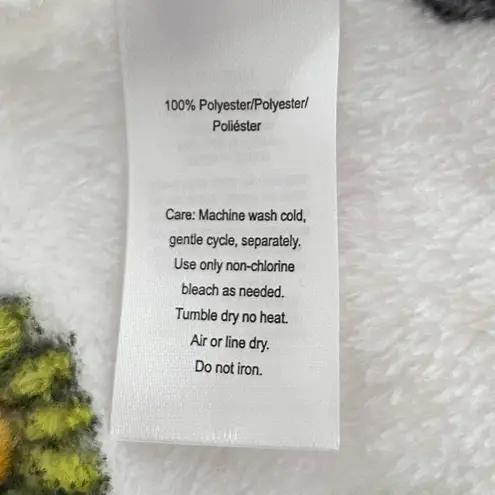 100% Polyester/Polyester/
Poliéster
Care: Machine wash cold,
gentle cycle, separately.
Use only non-chlorine
bleach as needed.
Tumble dry no heat.
Air or line dry.
Do not iron.